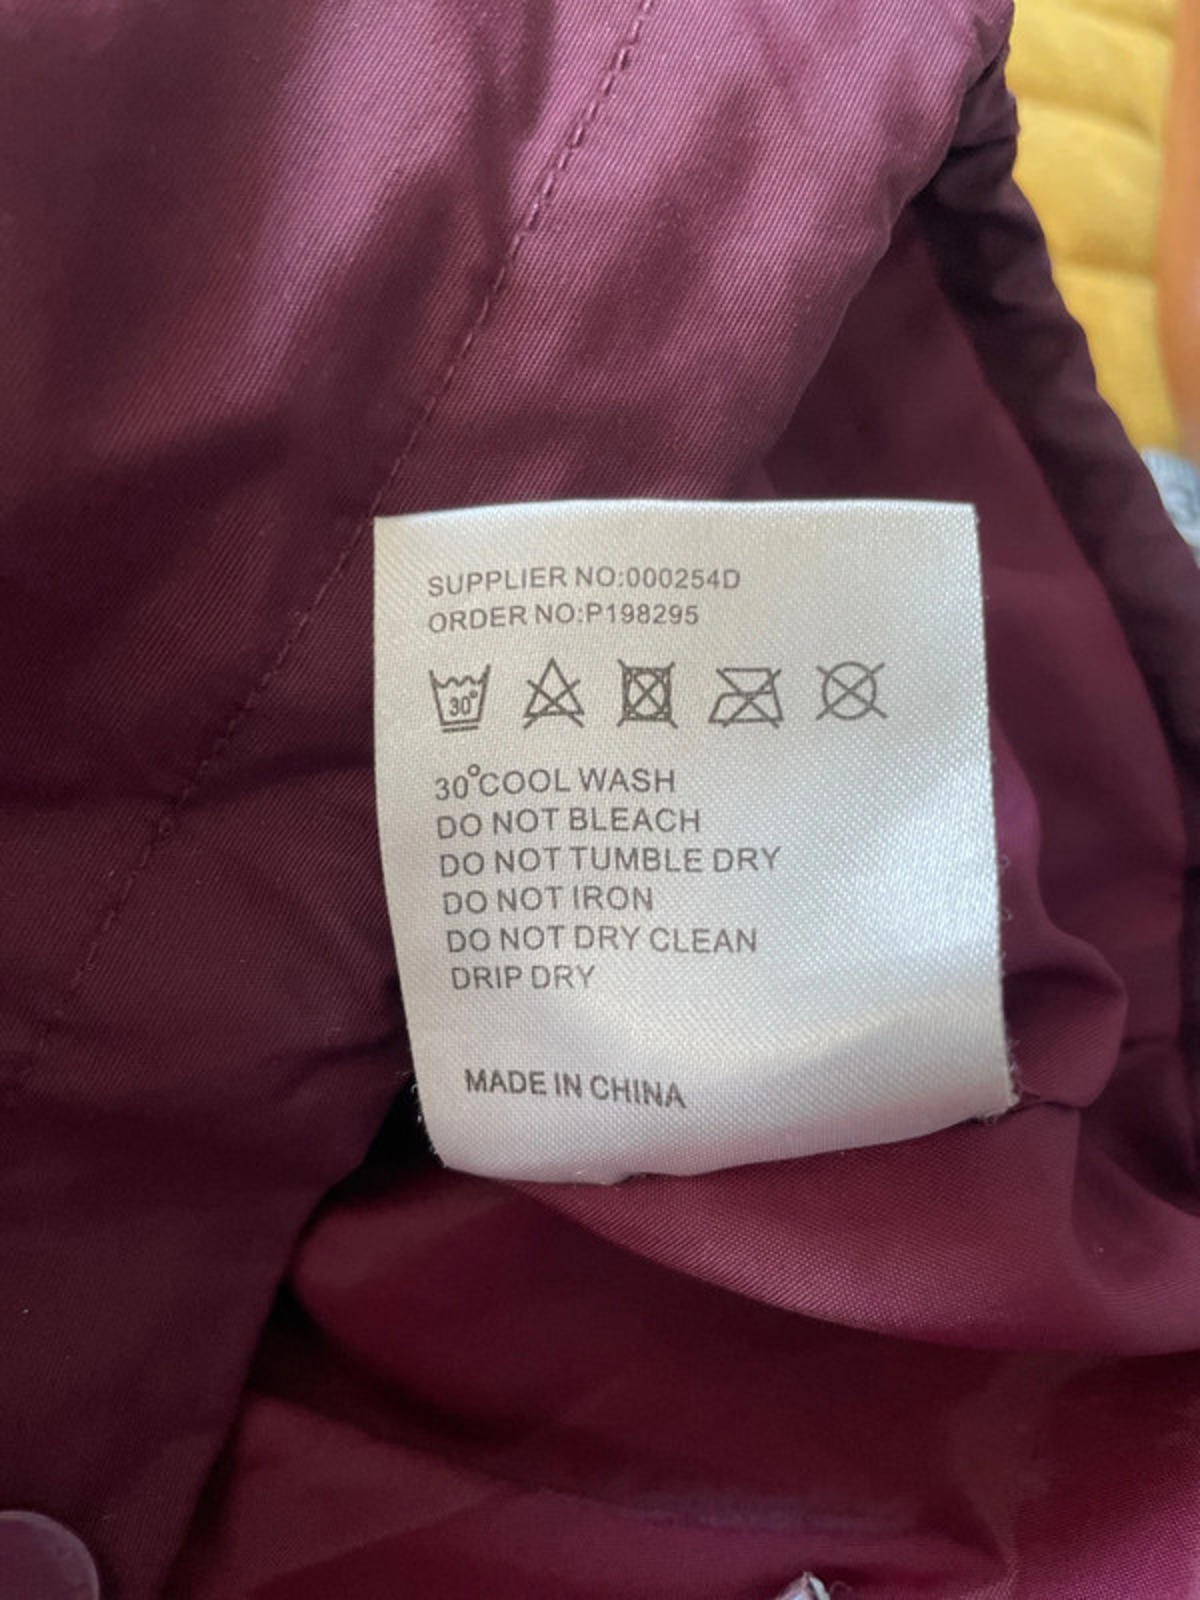 SUPPLIER NO:000254D
ORDER NO:P198295
30°
30°COOL WASH
DO NOT BLEACH
DO NOT TUMBLE DRY
DO NOT IRON
DO NOT DRY CLEAN
DRIP DRY
MADE IN CHINA